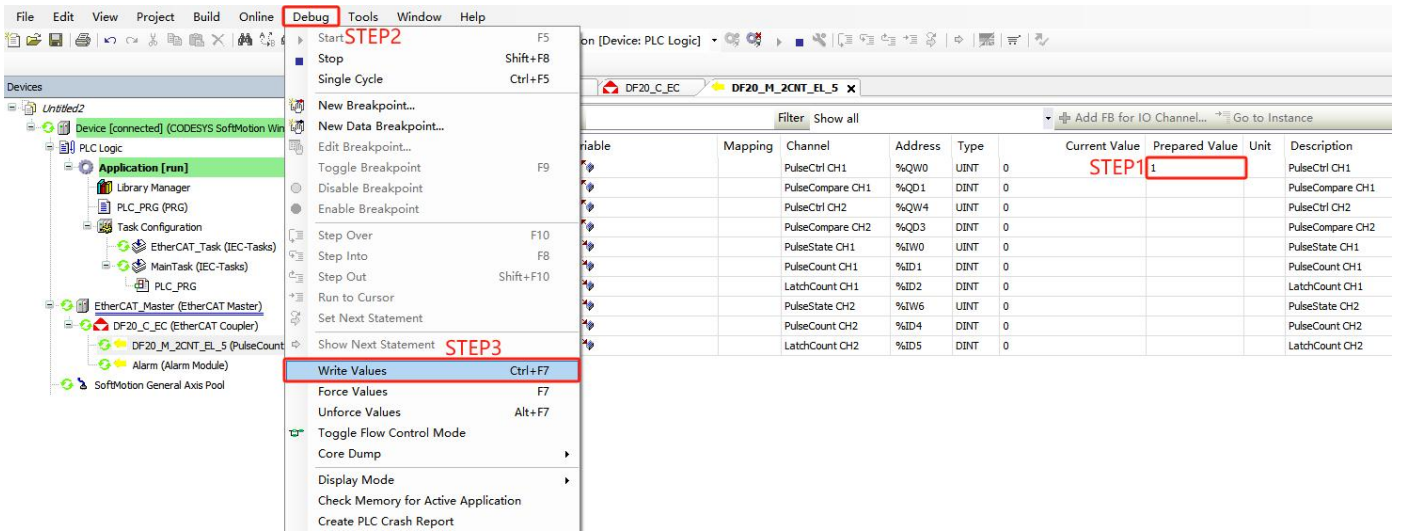 File Edit View Project Build Online Debug Tools Window Help
STEP2
on [Device: PLC Logic]
Devices
Untitled2
Device [connected] (CODESYS SoftMotion Win
PLC Logic
Application [run]
Library Manager
PLC_PRG (PRG)
Task Configuration
EtherCAT_Task (IEC-Tasks)
MainTask (IEC-Tasks)
PLC_PRG
EtherCAT_Master (EtherCAT Master)
DF20_C_EC (EtherCAT Coupler)
DF20_M_2CNT_EL_5 (PulseCount
Alarm (Alarm Module)
SoftMotion General Axis Pool
Start F5
Stop Shift+F8
Single Cycle Ctrl+F5
New Breakpoint...
New Data Breakpoint...
Edit Breakpoint...
Toggle Breakpoint F9
Disable Breakpoint
Enable Breakpoint
Step Over F10
Step Into F8
Step Out Shift+F10
Run to Cursor
Set Next Statement
Show Next Statement
STEP3
Write Values Ctrl+F7
Force Values F7
Unforce Values Alt+F7
Toggle Flow Control Mode
Core Dump
Display Mode
Check Memory for Active Application
Create PLC Crash Report
DF20_C_EC DF20_M_2CNT_EL_5 X
Filter Show all Add FB for IO Channel... Go to Instance
riable Mapping Channel Address Type Current Value Prepared Value Unit Description
STEP1
PulseCtrl CH1 %QW0 UINT 0 1 PulseCtrl CH1
PulseCompare CH1 %QD1 DINT 0 PulseCompare CH1
PulseCtrl CH2 %QW4 UINT 0 PulseCtrl CH2
PulseCompare CH2 %QD3 DINT 0 PulseCompare CH2
PulseState CH1 %IW0 UINT 0 PulseState CH1
PulseCount CH1 %ID1 DINT 0 PulseCount CH1
LatchCount CH1 %ID2 DINT 0 LatchCount CH1
PulseState CH2 %IW6 UINT 0 PulseState CH2
PulseCount CH2 %ID4 DINT 0 PulseCount CH2
LatchCount CH2 %ID5 DINT 0 LatchCount CH2